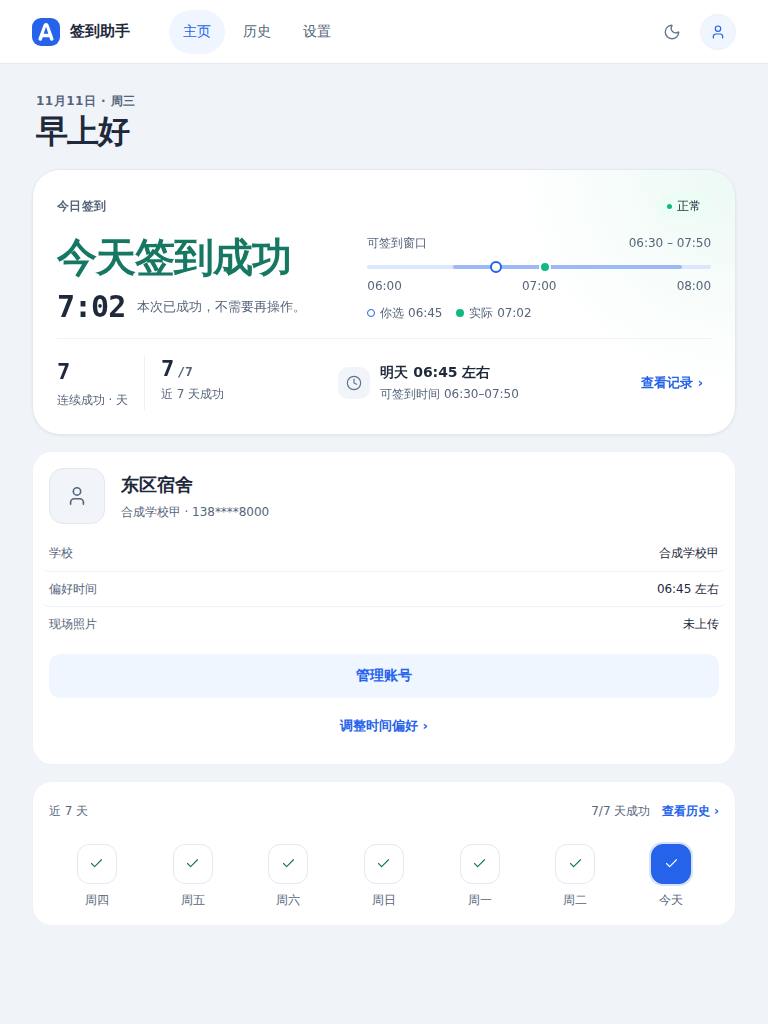 A 签到助手 主页 历史 设置
11月11日 · 周三
早上好
今日签到
正常
今天签到成功
7:02 本次已成功，不需要再操作。
可签到窗口 06:30 – 07:50
06:00 07:00 08:00
你选 06:45 实际 07:02
7
连续成功 · 天
7 /7
近 7 天成功
明天 06:45 左右
可签到时间 06:30–07:50
查看记录 ›
东区宿舍
合成学校甲 · 138****8000
学校 合成学校甲
偏好时间 06:45 左右
现场照片 未上传
管理账号
调整时间偏好 ›
近 7 天 7/7 天成功 查看历史 ›
周四 周五 周六 周日 周一 周二 今天